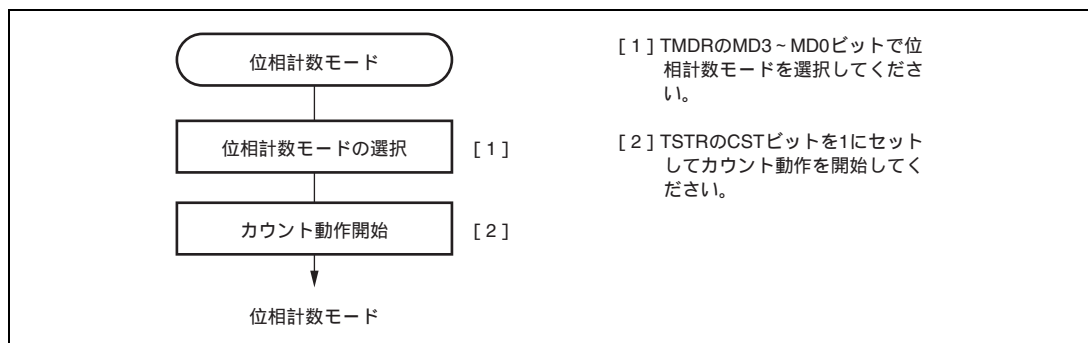 位相計数モード
位相計数モードの選択 [1]
カウント動作開始 [2]
位相計数モード
[1] TMDRのMD3~MD0ビットで位
相計数モードを選択してくださ
い。
[2] TSTRのCSTビットを1にセット
してカウント動作を開始してく
ださい。